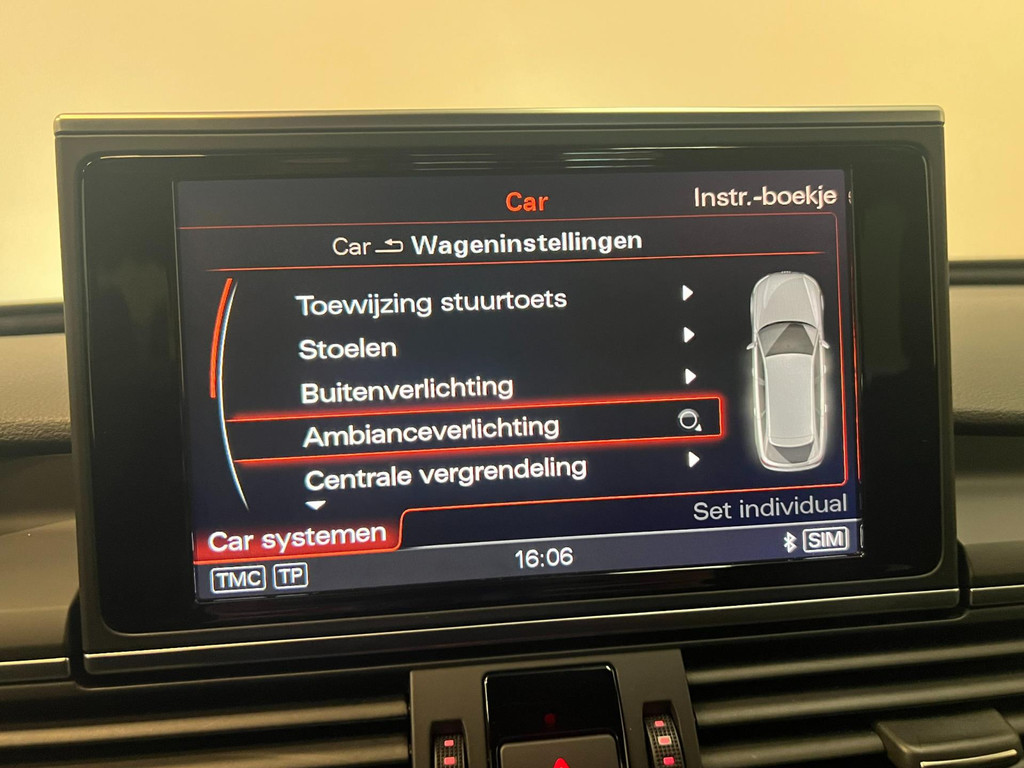 Car
Instr.-boekje
Car Wageninstellingen
Toewijzing stuurtoets
Stoelen
Buitenverlichting
Ambianceverlichting
Centrale vergrendeling
Set individual
Car systemen
TMC TP
16:06
SIM